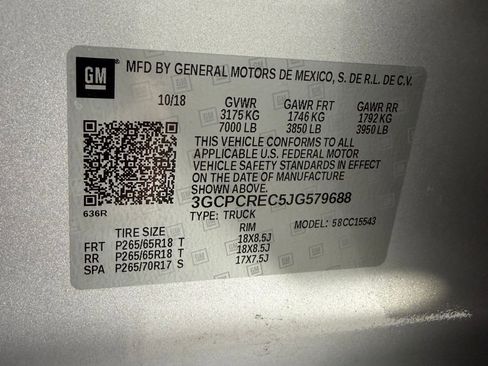 GM
MFD BY GENERAL MOTORS DE MEXICO, S. DE R.L. DE C.V.
10/18 GVWR GAWR FRT GAWR RR
3175 KG 1746 KG 1792 KG
7000 LB 3850 LB 3950 LB
THIS VEHICLE CONFORMS TO ALL
APPLICABLE U.S. FEDERAL MOTOR
VEHICLE SAFETY STANDARDS IN EFFECT
ON THE DATE OF MANUFACTURE
SHOWN ABOVE.
3GCPCREC5JG579688
636R TYPE: TRUCK MODEL: 58CC15543
TIRE SIZE RIM
FRT P265/65R18 T 18X8.5J
RR P265/65R18 T 18X8.5J
SPA P265/70R17 S 17X7.5J